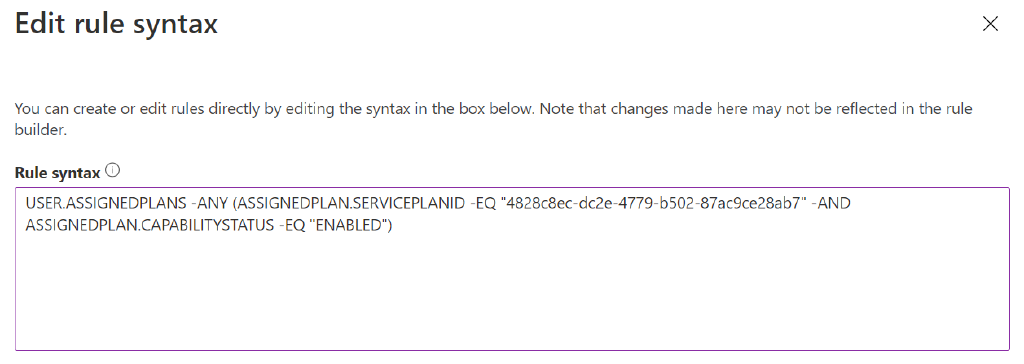 Edit rule syntax
You can create or edit rules directly by editing the syntax in the box below. Note that changes made here may not be reflected in the rule
builder.
Rule syntax
USER.ASSIGNEDPLANS -ANY (ASSIGNEDPLAN.SERVICEPLANID -EQ "4828c8ec-dc2e-4779-b502-87ac9ce28ab7" -AND
ASSIGNEDPLAN.CAPABILITYSTATUS -EQ "ENABLED")